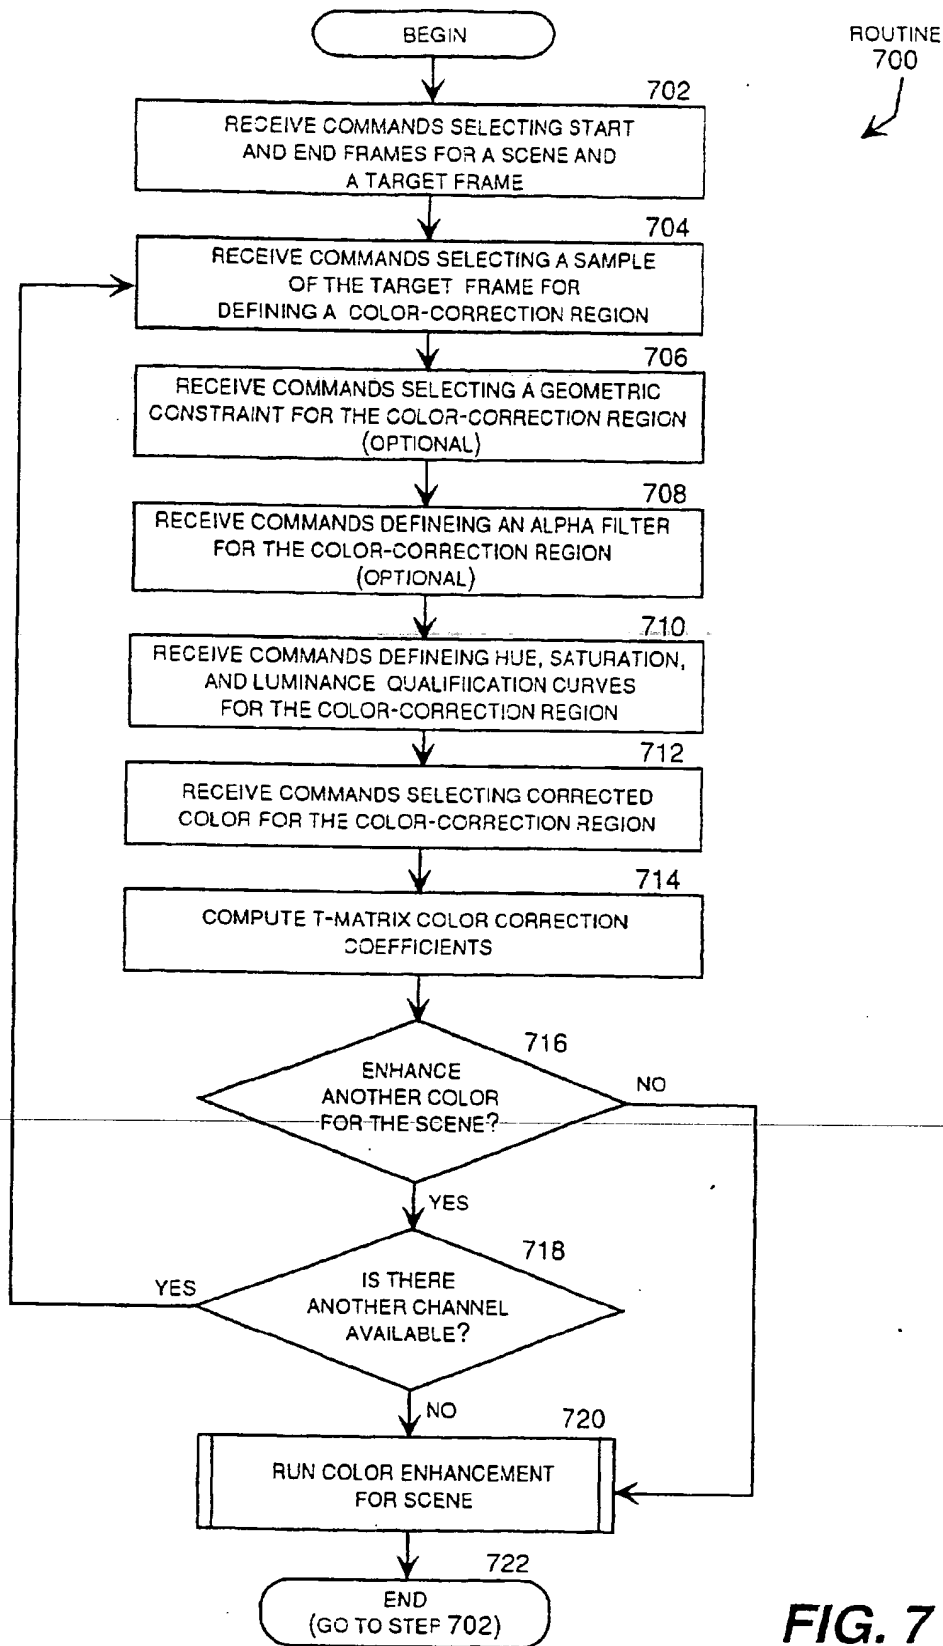 BEGIN
ROUTINE
700
702
RECEIVE COMMANDS SELECTING START
AND END FRAMES FOR A SCENE AND
A TARGET FRAME
704
RECEIVE COMMANDS SELECTING A SAMPLE
OF THE TARGET FRAME FOR
DEFINING A COLOR-CORRECTION REGION
706
RECEIVE COMMANDS SELECTING A GEOMETRIC
CONSTRAINT FOR THE COLOR-CORRECTION REGION
(OPTIONAL)
708
RECEIVE COMMANDS DEFINEING AN ALPHA FILTER
FOR THE COLOR-CORRECTION REGION
(OPTIONAL)
710
RECEIVE COMMANDS DEFINEING HUE, SATURATION,
AND LUMINANCE QUALIFIICATION CURVES
FOR THE COLOR-CORRECTION REGION
712
RECEIVE COMMANDS SELECTING CORRECTED
COLOR FOR THE COLOR-CORRECTION REGION
714
COMPUTE T-MATRIX COLOR CORRECTION
COEFFICIENTS
716
ENHANCE
ANOTHER COLOR
FOR THE SCENE?
NO
YES
718
IS THERE
ANOTHER CHANNEL
AVAILABLE?
YES
NO
720
RUN COLOR ENHANCEMENT
FOR SCENE
722
END
(GO TO STEP 702)
FIG. 7